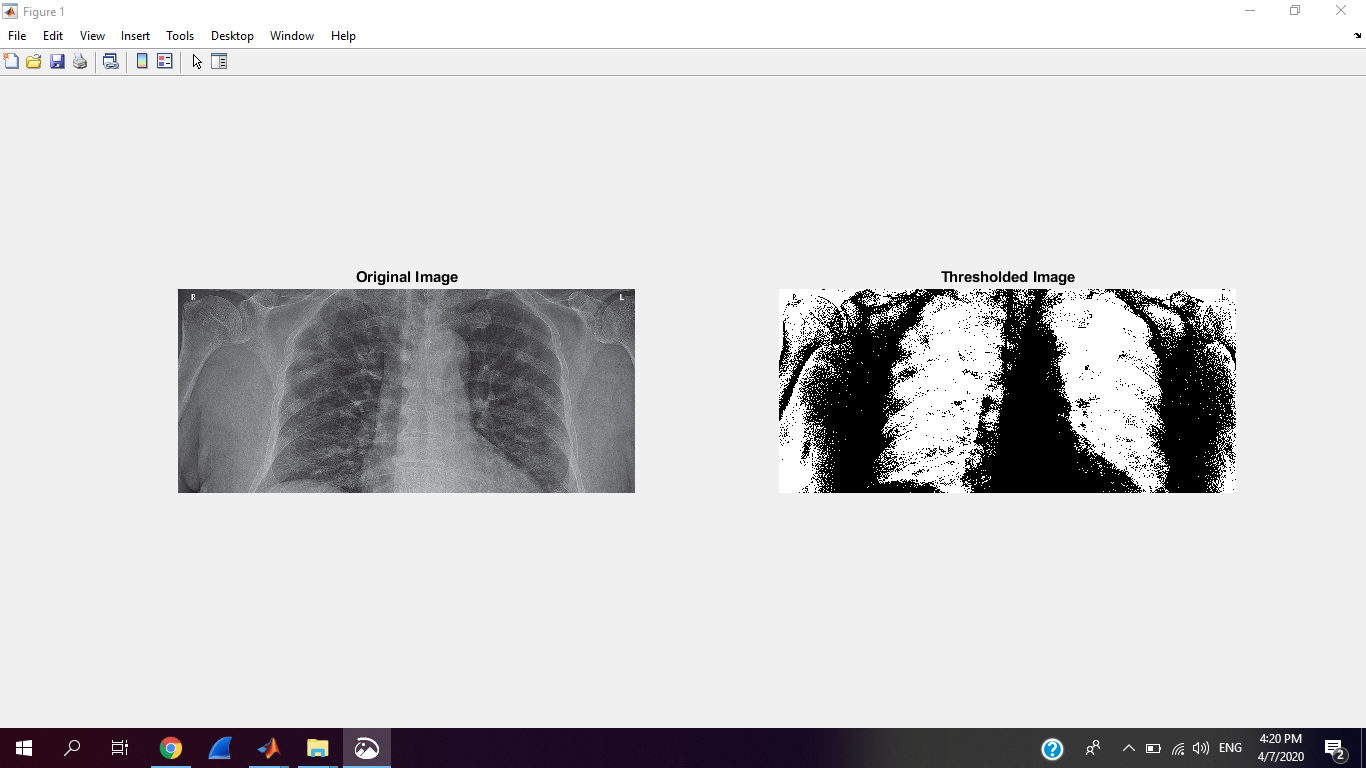 Figure 1
File Edit View Insert Tools Desktop Window Help
Original Image
Thresholded Image
R
L
4:20 PM
ENG
4/7/2020
2